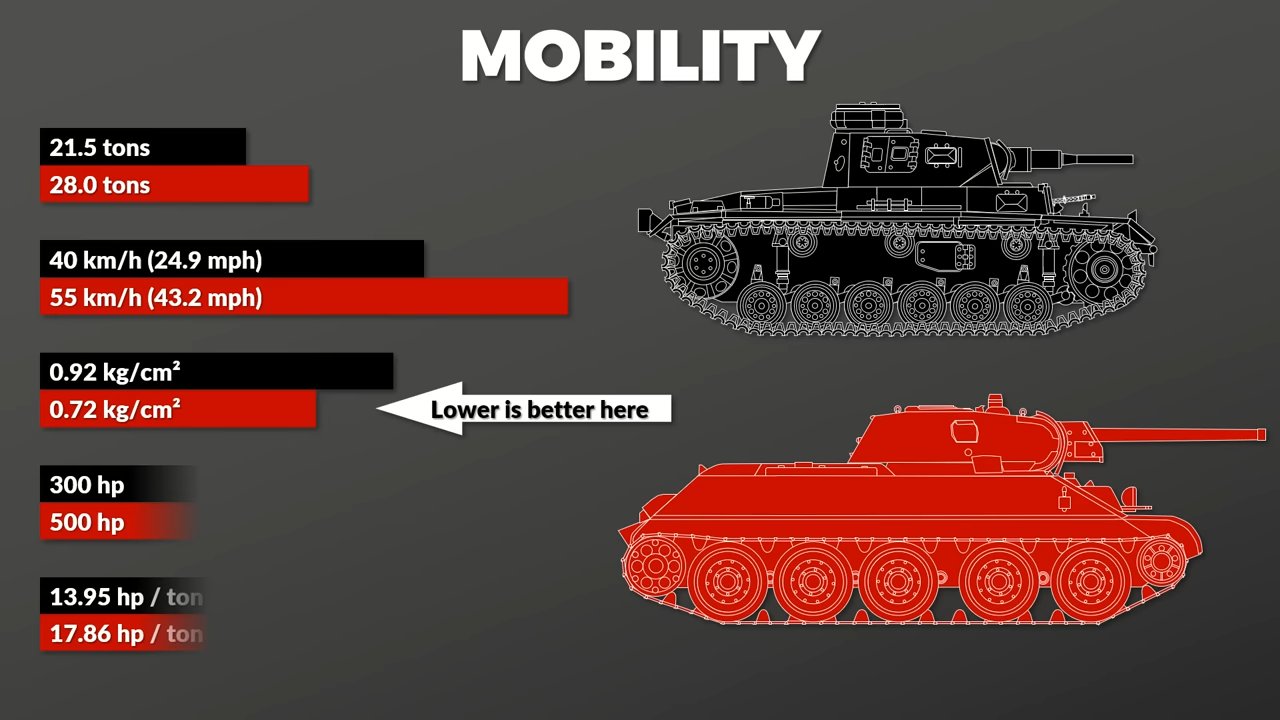 MOBILITY
21.5 tons
28.0 tons
40 km/h (24.9 mph)
55 km/h (43.2 mph)
0.92 kg/cm²
0.72 kg/cm²
Lower is better here
300 hp
500 hp
13.95 hp / ton
17.86 hp / ton